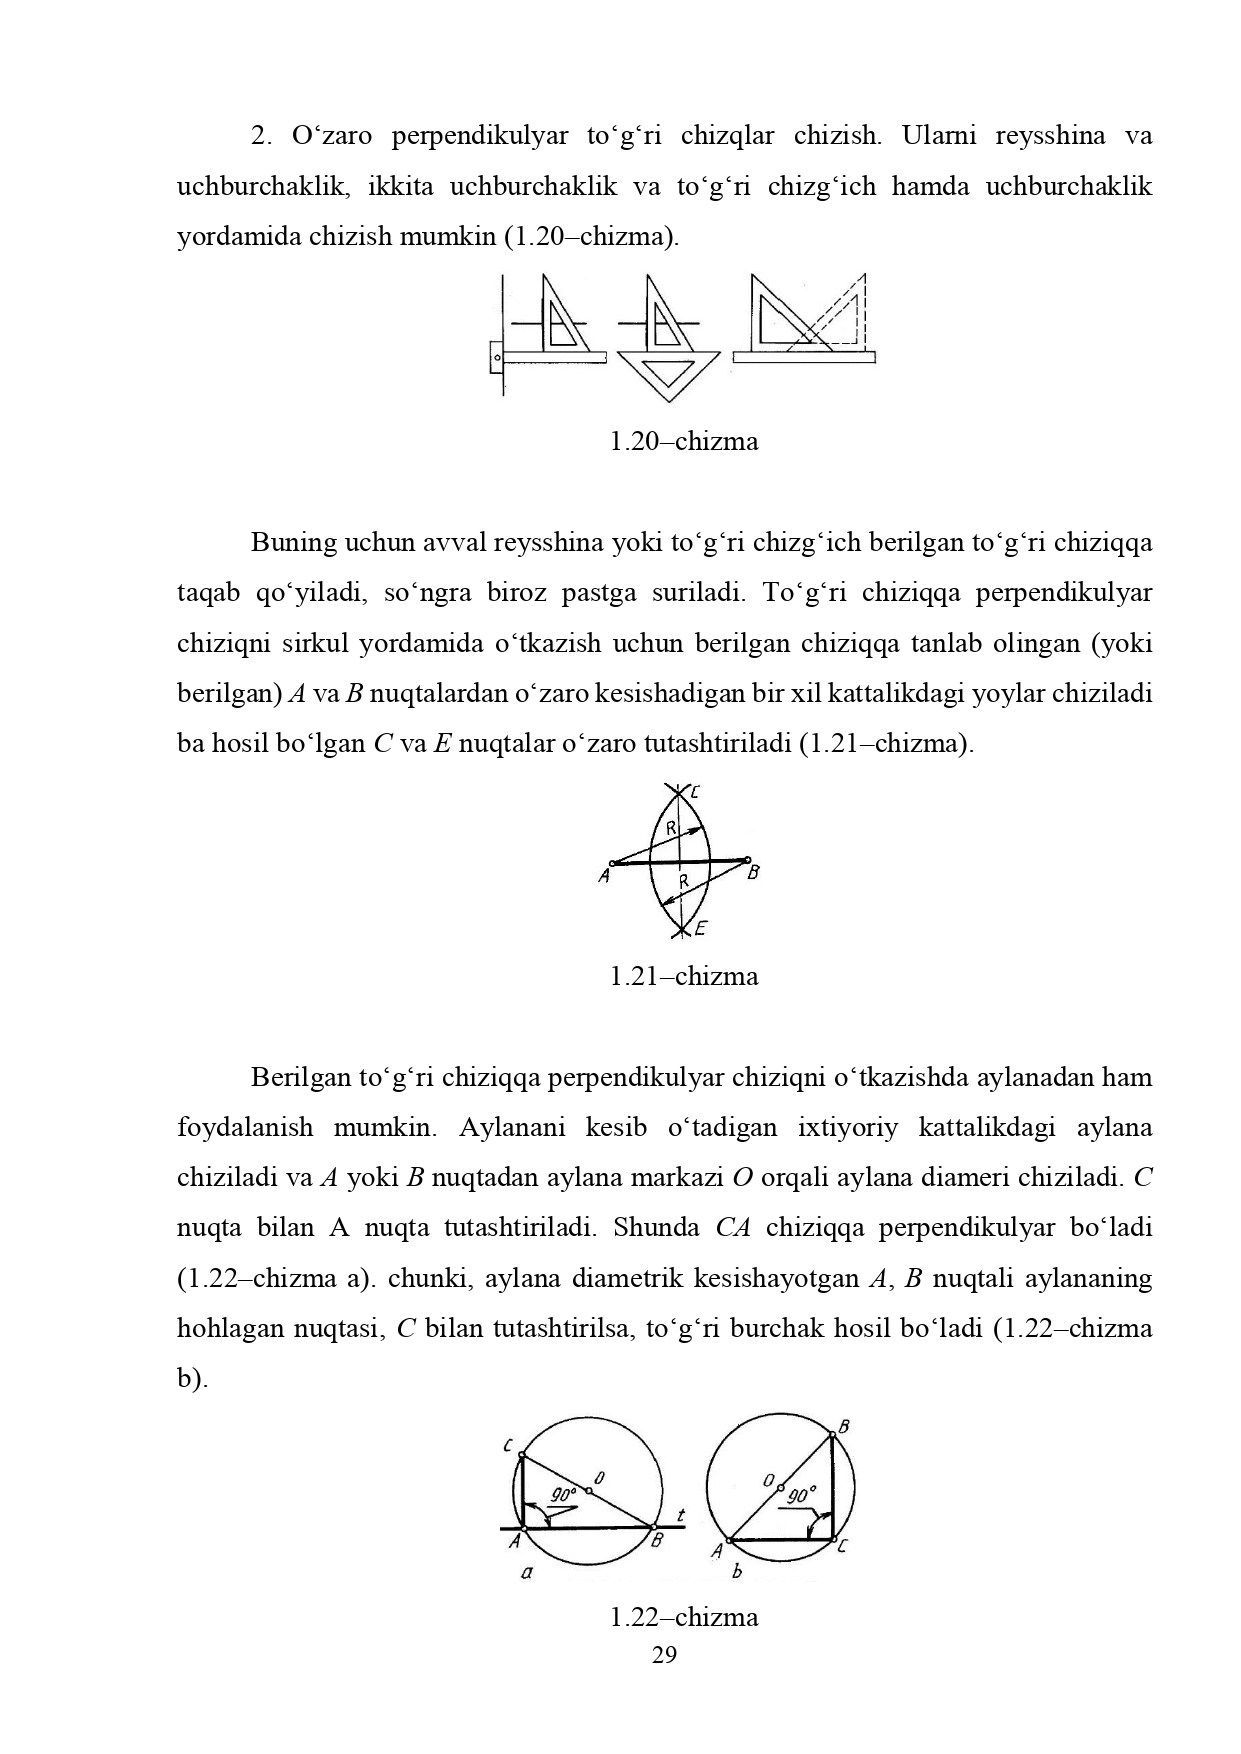 2. O‘zaro perpendikulyar to‘g‘ri chizqlar chizish. Ularni reysshina va
uchburchaklik, ikkita uchburchaklik va to‘g‘ri chizg‘ich hamda uchburchaklik
yordamida chizish mumkin (1.20–chizma).
1.20–chizma
Buning uchun avval reysshina yoki to‘g‘ri chizg‘ich berilgan to‘g‘ri chiziqqa
taqab qo‘yiladi, so‘ngra biroz pastga suriladi. To‘g‘ri chiziqqa perpendikulyar
chiziqni sirkul yordamida o‘tkazish uchun berilgan chiziqqa tanlab olingan (yoki
berilgan) A va B nuqtalardan o‘zaro kesishadigan bir xil kattalikdagi yoylar chiziladi
ba hosil bo‘lgan C va E nuqtalar o‘zaro tutashtiriladi (1.21–chizma).
C
R
A
B
R
E
1.21–chizma
Berilgan to‘g‘ri chiziqqa perpendikulyar chiziqni o‘tkazishda aylanadan ham
foydalanish mumkin. Aylanani kesib o‘tadigan ixtiyoriy kattalikdagi aylana
chiziladi va A yoki B nuqtadan aylana markazi O orqali aylana diameri chiziladi. C
nuqta bilan A nuqta tutashtiriladi. Shunda CA chiziqqa perpendikulyar bo‘ladi
(1.22–chizma a). chunki, aylana diametrik kesishayotgan A, B nuqtali aylananing
hohlagan nuqtasi, C bilan tutashtirilsa, to‘g‘ri burchak hosil bo‘ladi (1.22–chizma
b).
C
O
90°
t
A
B
a
B
O
90°
A
C
b
1.22–chizma
29